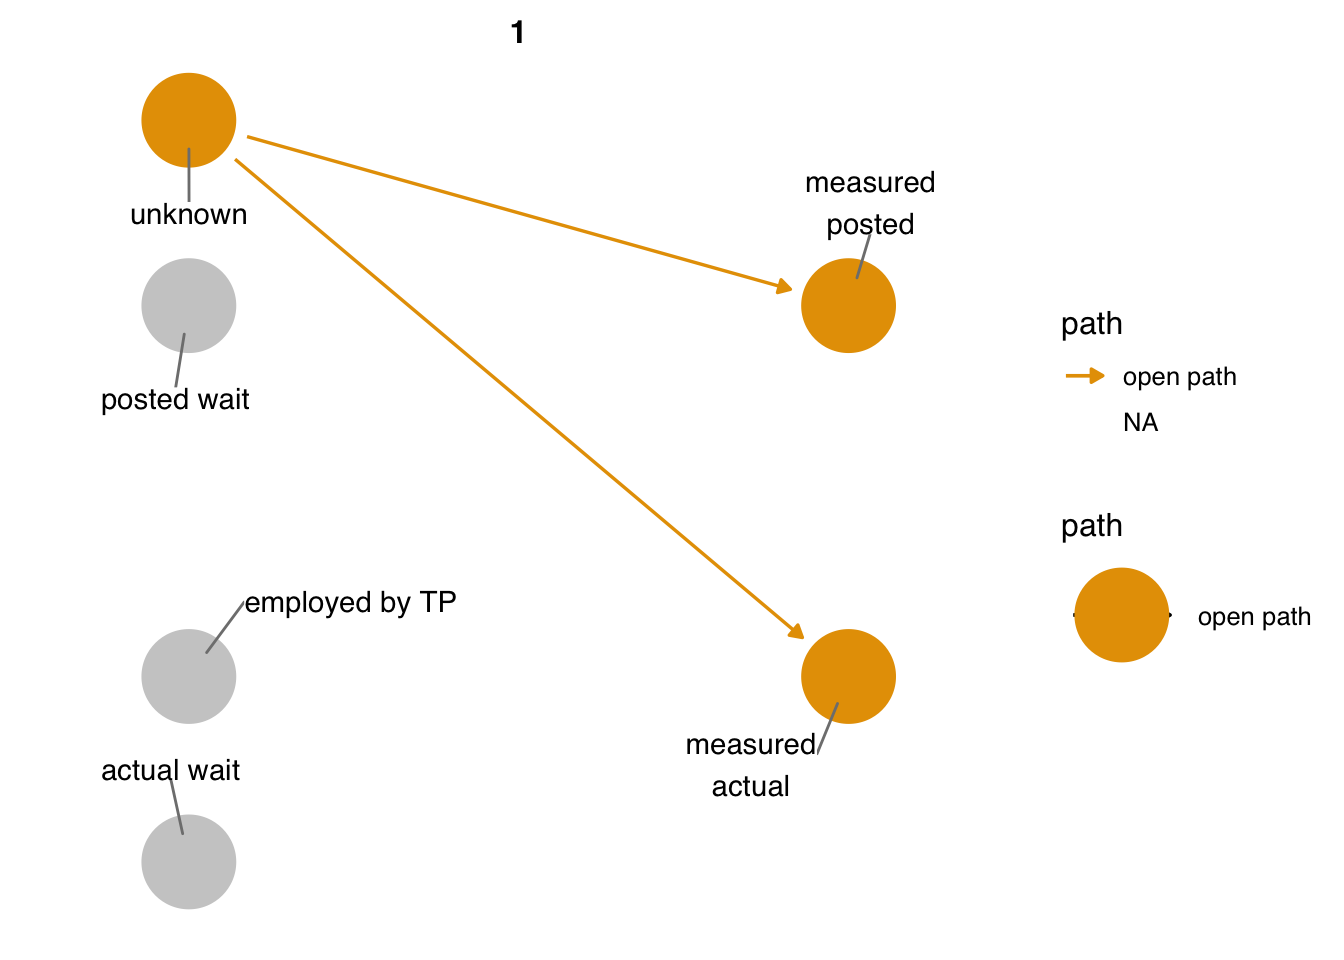 1
unknown
measured
posted
posted wait
employed by TP
actual wait
measured
actual
path
open path
NA
path
open path